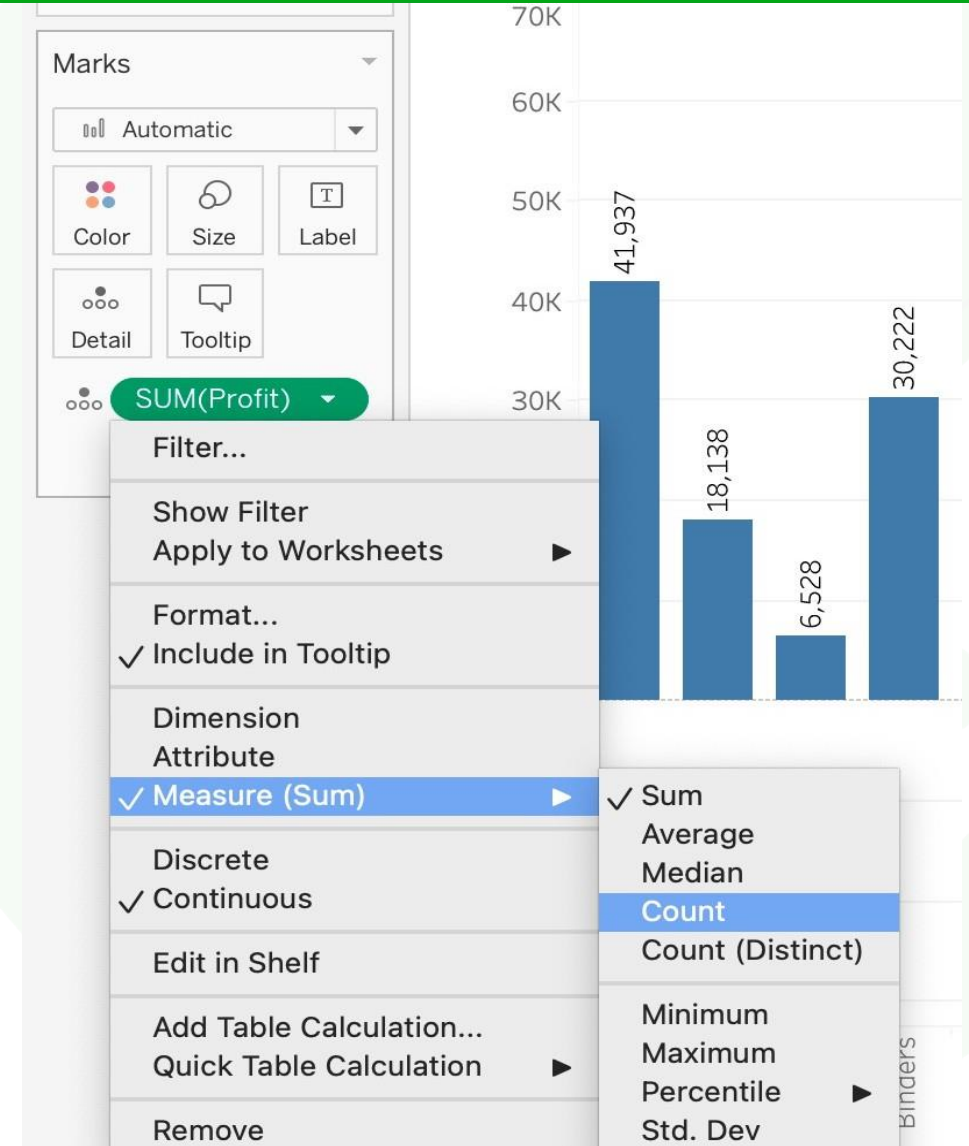 Marks
Automatic
Color Size Label
Detail Tooltip
SUM(Profit)
Filter...
Show Filter
Apply to Worksheets
Format...
Include in Tooltip
Dimension
Attribute
Measure (Sum)
Discrete
Continuous
Edit in Shelf
Add Table Calculation...
Quick Table Calculation
Remove
Sum
Average
Median
Count
Count (Distinct)
Minimum
Maximum
Percentile
Std. Dev
70K
60K
50K
40K
30K
41,937
18,138
6,528
30,222
Binders